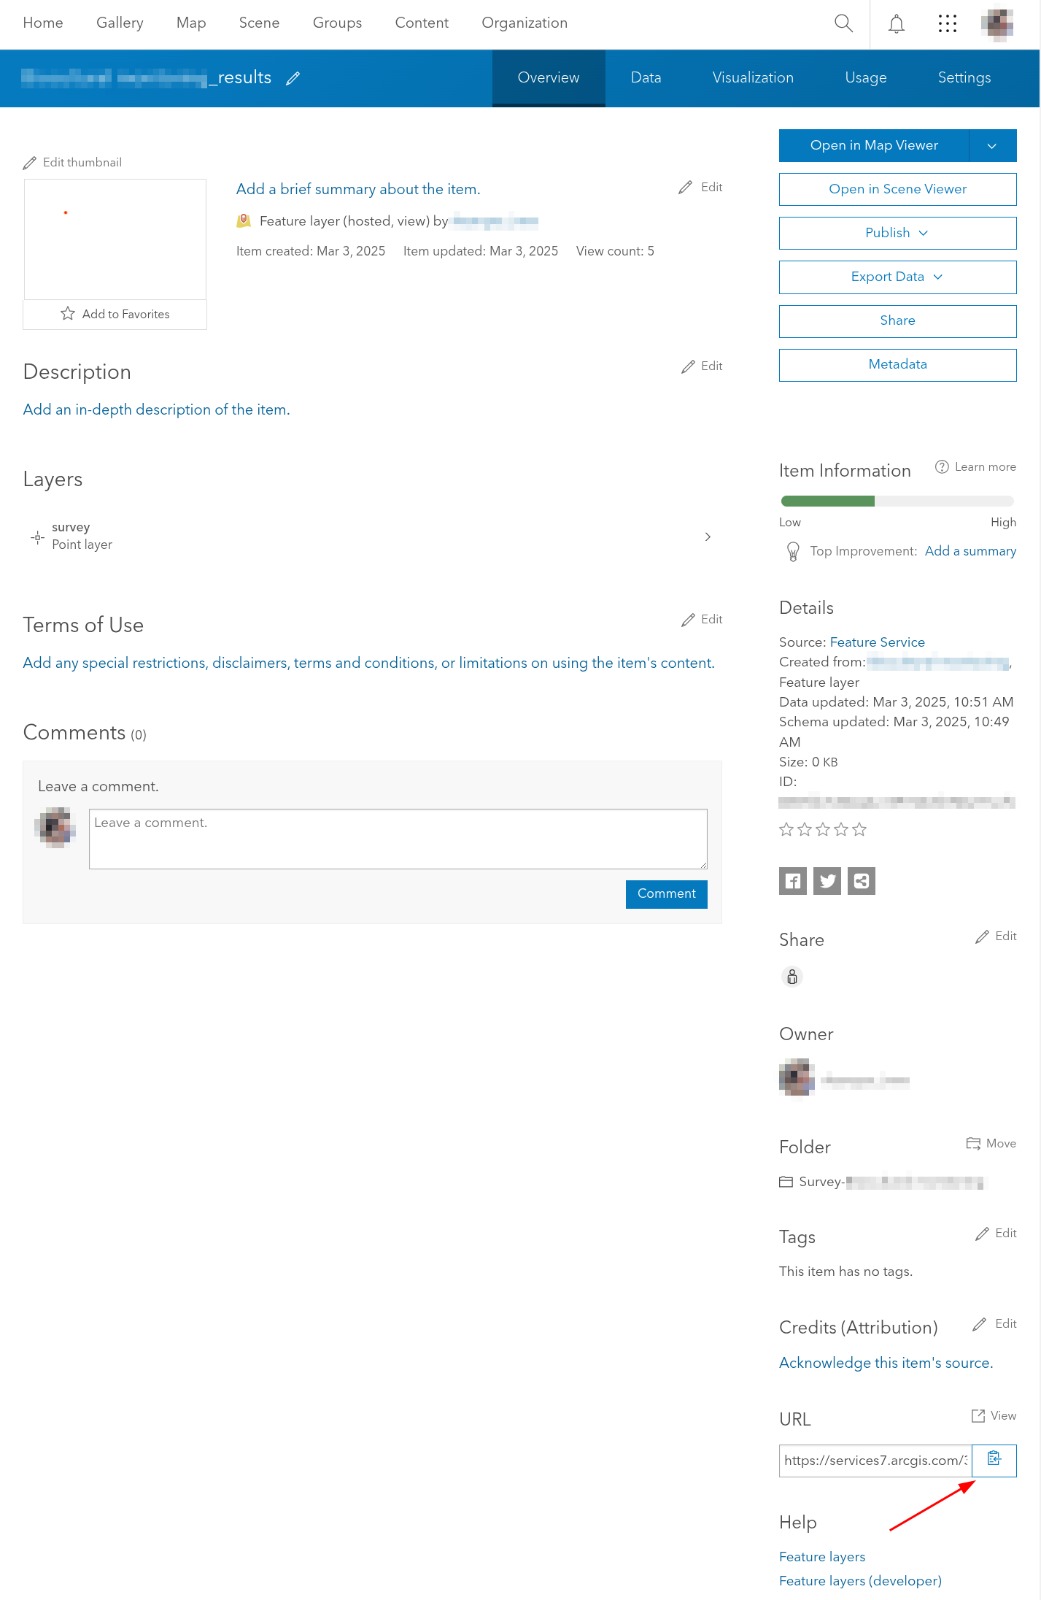 Home Gallery Map Scene Groups Content Organization
_results
Overview Data Visualization Usage Settings
Edit thumbnail
Add to Favorites
Add a brief summary about the item.
Edit
Feature layer (hosted, view) by
Item created: Mar 3, 2025 Item updated: Mar 3, 2025 View count: 5
Description
Edit
Add an in-depth description of the item.
Layers
survey
Point layer
Terms of Use
Edit
Add any special restrictions, disclaimers, terms and conditions, or limitations on using the item's content.
Comments (0)
Leave a comment.
Leave a comment.
Comment
Open in Map Viewer
Open in Scene Viewer
Publish
Export Data
Share
Metadata
Item Information
Learn more
Low High
Top Improvement: Add a summary
Details
Source: Feature Service
Created from:
,
Feature layer
Data updated: Mar 3, 2025, 10:51 AM
Schema updated: Mar 3, 2025, 10:49
AM
Size: 0 KB
ID:
Share
Edit
Owner
Folder
Move
Survey-
Tags
Edit
This item has no tags.
Credits (Attribution)
Edit
Acknowledge this item's source.
URL
View
https://services7.arcgis.com/
Help
Feature layers
Feature layers (developer)